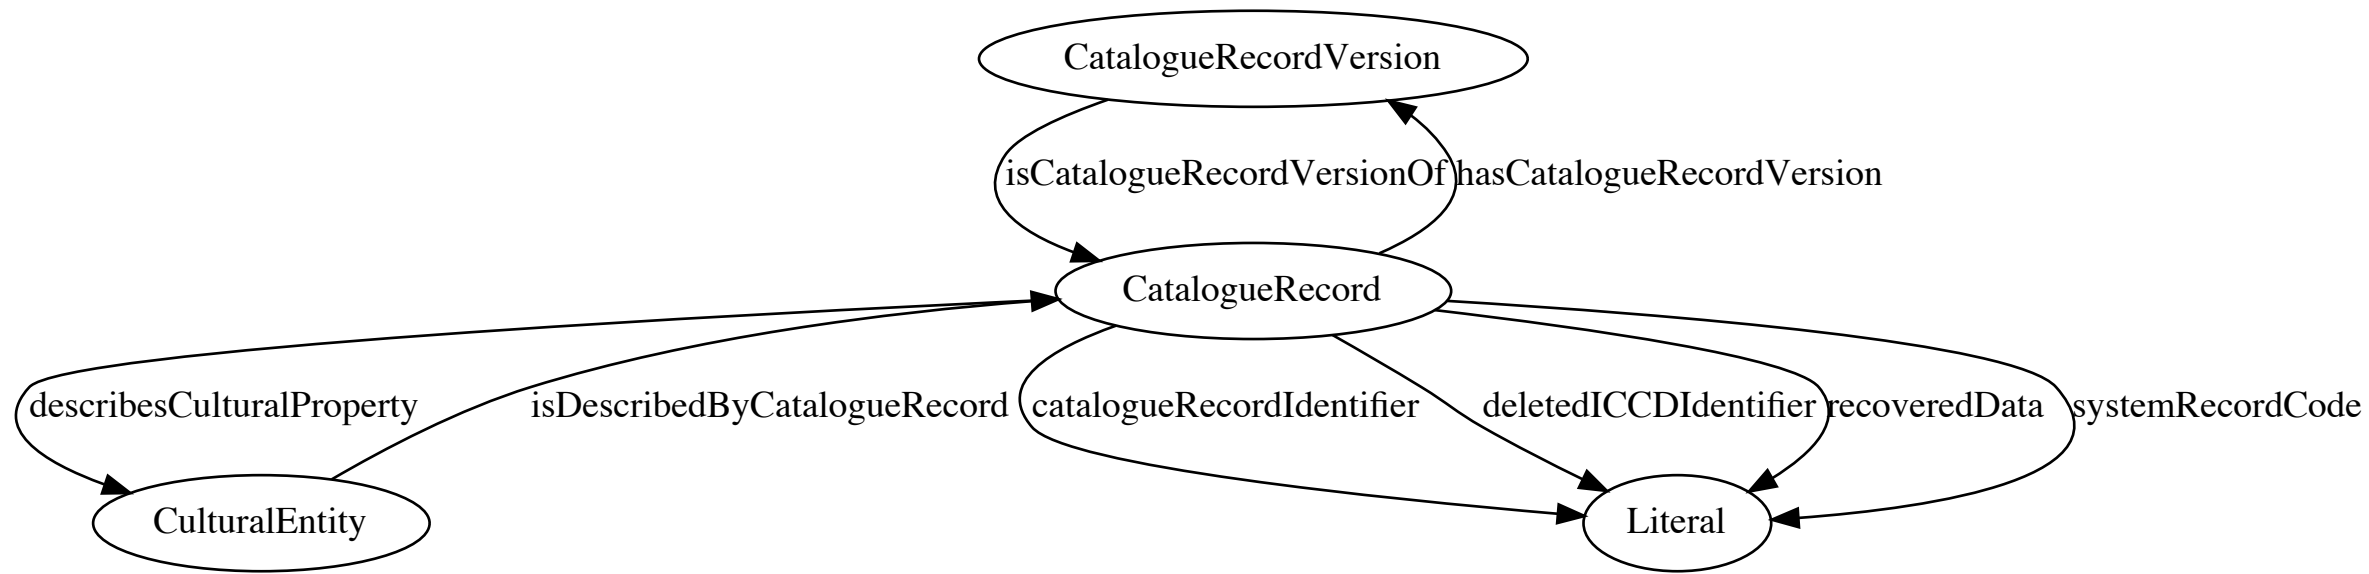 CatalogueRecordVersion
isCatalogueRecordVersionOf
hasCatalogueRecordVersion
CatalogueRecord
describesCulturalProperty
isDescribedByCatalogueRecord
catalogueRecordIdentifier
deletedICCDIdentifier
recoveredData
systemRecordCode
CulturalEntity
Literal